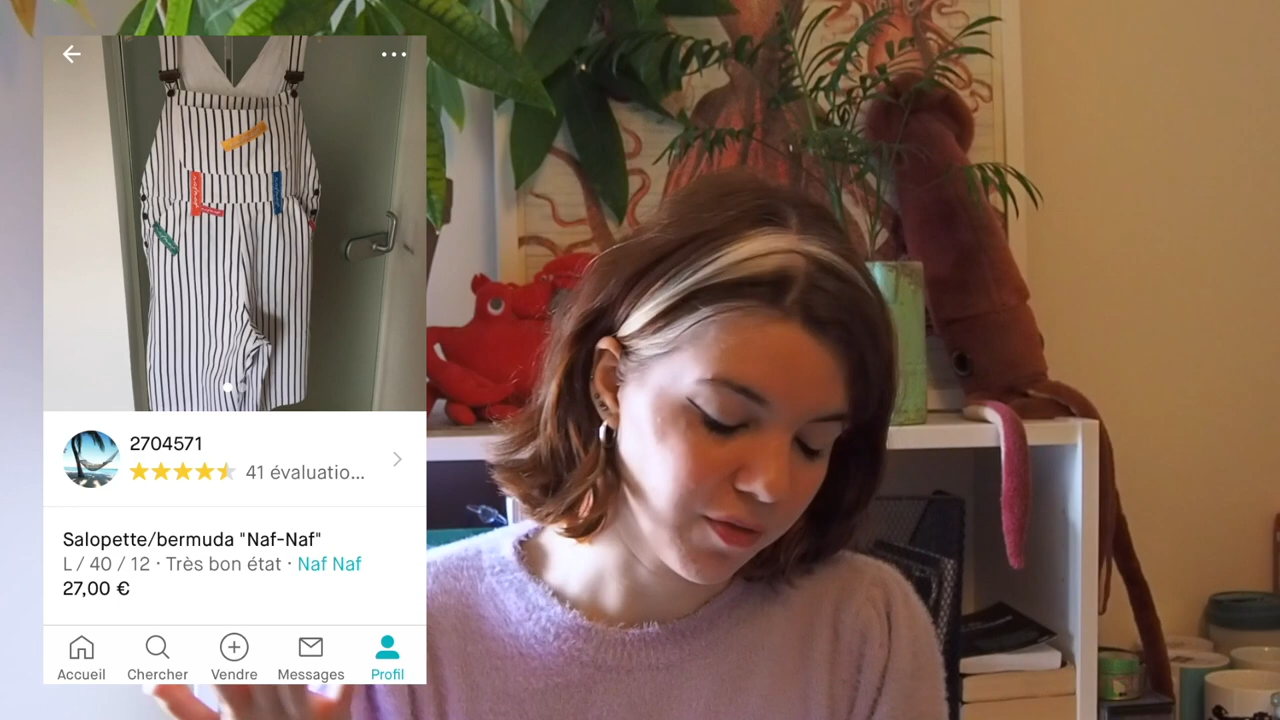 2704571
41 évaluatio...
Salopette/bermuda "Naf-Naf"
L / 40 / 12 · Très bon état · Naf Naf
27,00 €
Accueil
Chercher
Vendre
Messages
Profil